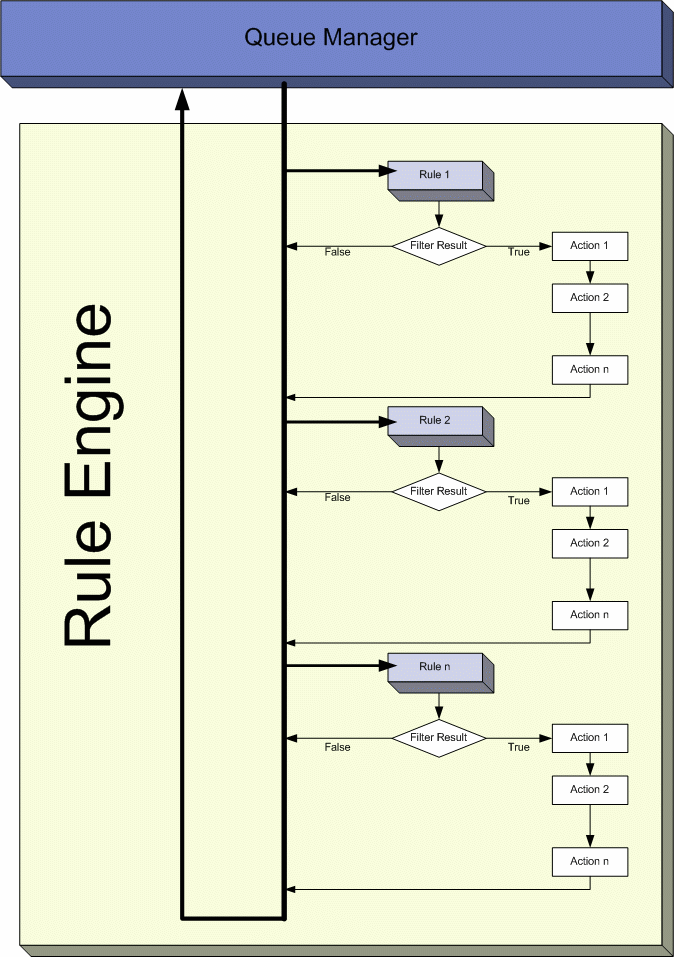 Queue Manager
Rule Engine
Rule 1
Filter Result
False
True
Action 1
Action 2
Action n
Rule 2
Filter Result
False
True
Action 1
Action 2
Action n
Rule n
Filter Result
False
True
Action 1
Action 2
Action n